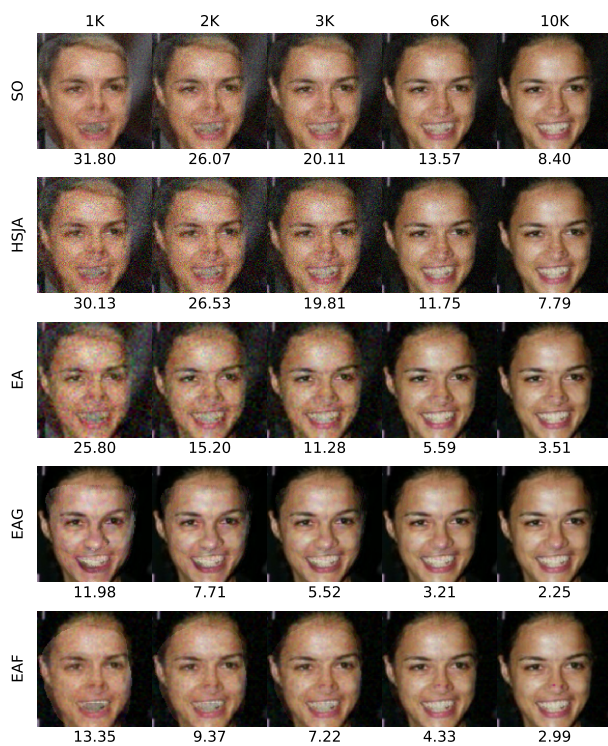 1K 2K 3K 6K 10K
SO
31.80 26.07 20.11 13.57 8.40
HSJA
30.13 26.53 19.81 11.75 7.79
EA
25.80 15.20 11.28 5.59 3.51
EAG
11.98 7.71 5.52 3.21 2.25
EAF
13.35 9.37 7.22 4.33 2.99